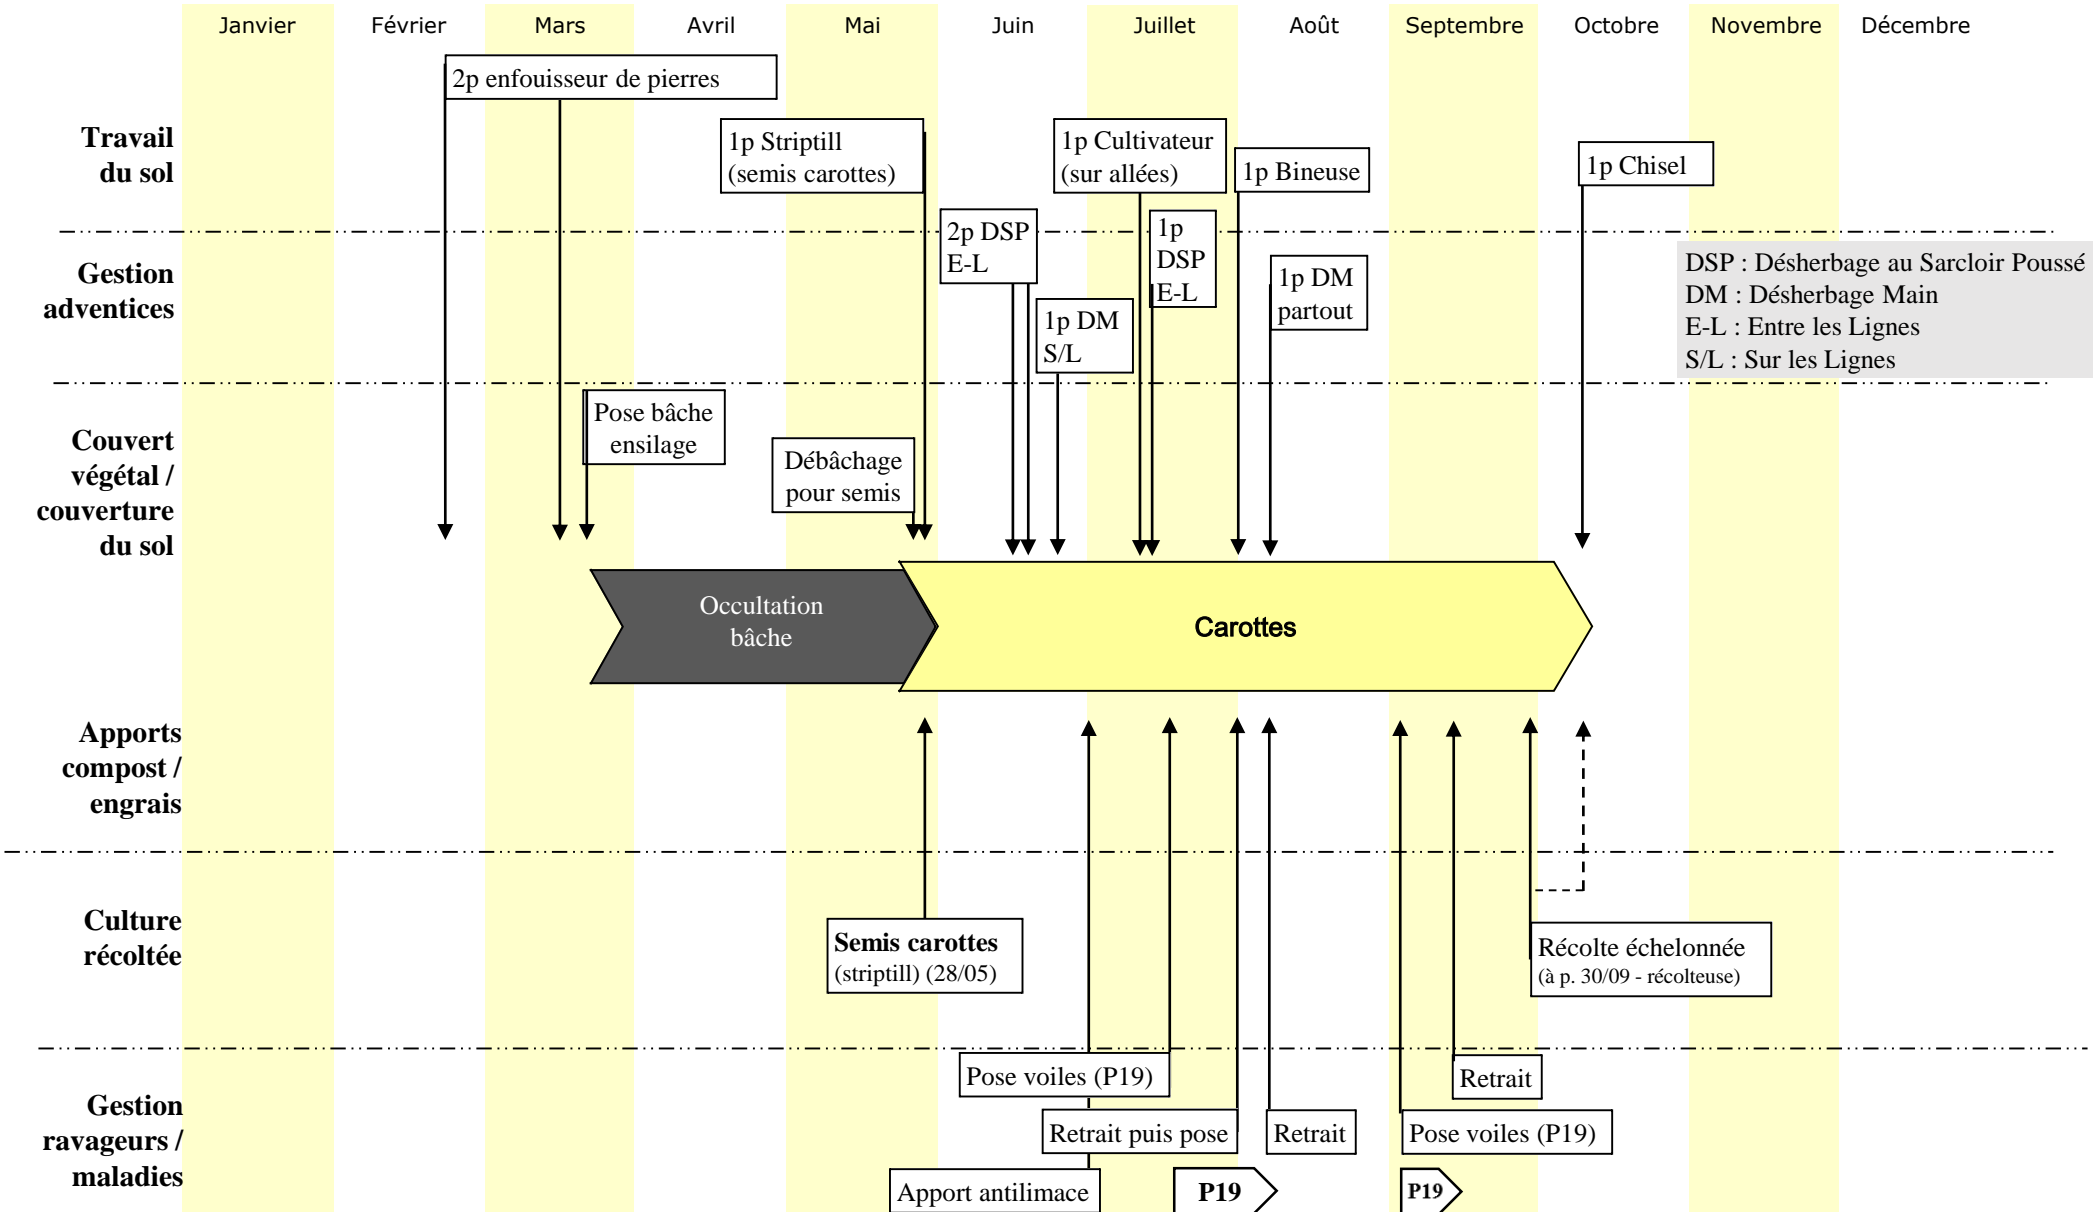 Janvier
Février
Mars
Avril
Mai
Juin
Juillet
Août
Septembre
Octobre
Novembre
Décembre
Travail
du sol
2p enfouisseur de pierres
1p Striptill
(semis carottes)
1p Cultivateur
(sur allées)
1p Bineuse
1p Chisel
Gestion
adventices
2p DSP
E-L
1p DM
S/L
1p
DSP
E-L
1p DM
partout
DSP : Désherbage au Sarcloir Poussé
DM : Désherbage Main
E-L : Entre les Lignes
S/L : Sur les Lignes
Couvert
végétal /
couverture
du sol
Pose bâche
ensilage
Débâchage
pour semis
Occultation
bâche
Carottes
Apports
compost /
engrais
Culture
récoltée
Semis carottes
(striptill) (28/05)
Récolte échelonnée
(à p. 30/09 - récolteuse)
Gestion
ravageurs /
maladies
Pose voiles (P19)
Retrait
Retrait puis pose
Retrait
Pose voiles (P19)
Apport antilimace
P19
P19